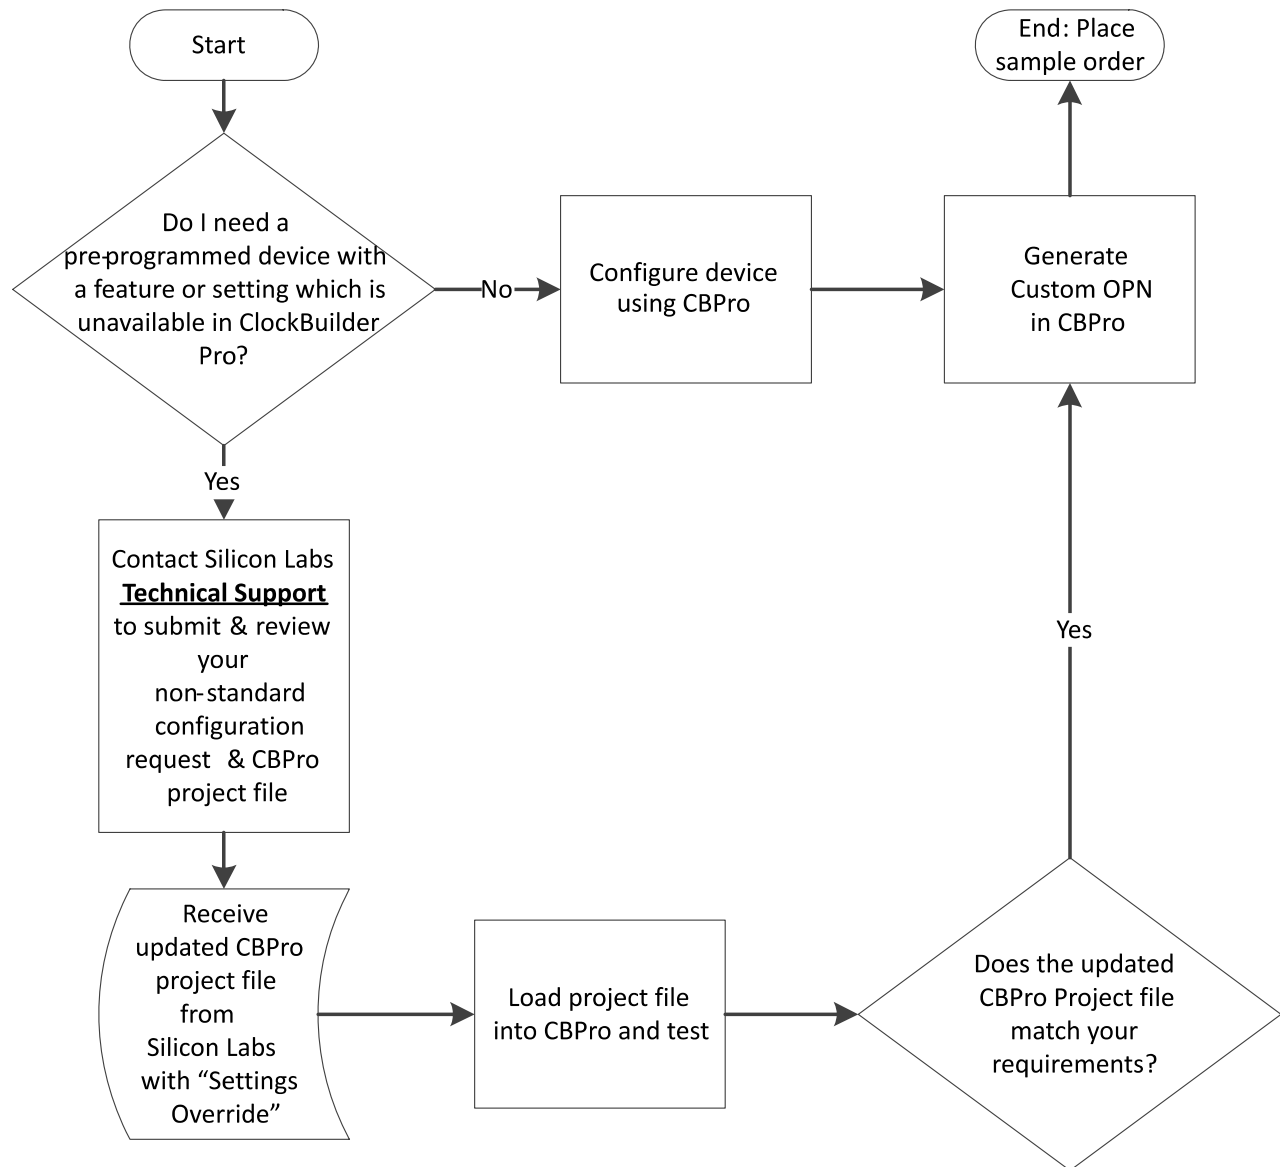 Start
End: Place
sample order
Do I need a
pre-programmed device with
a feature or setting which is
unavailable in ClockBuilder
Pro?
No
Configure device
using CBPro
Generate
Custom OPN
in CBPro
Yes
Contact Silicon Labs
Technical Support
to submit & review
your
non-standard
configuration
request & CBPro
project file
Yes
Receive
updated CBPro
project file
from
Silicon Labs
with “Settings
Override”
Load project file
into CBPro and test
Does the updated
CBPro Project file
match your
requirements?